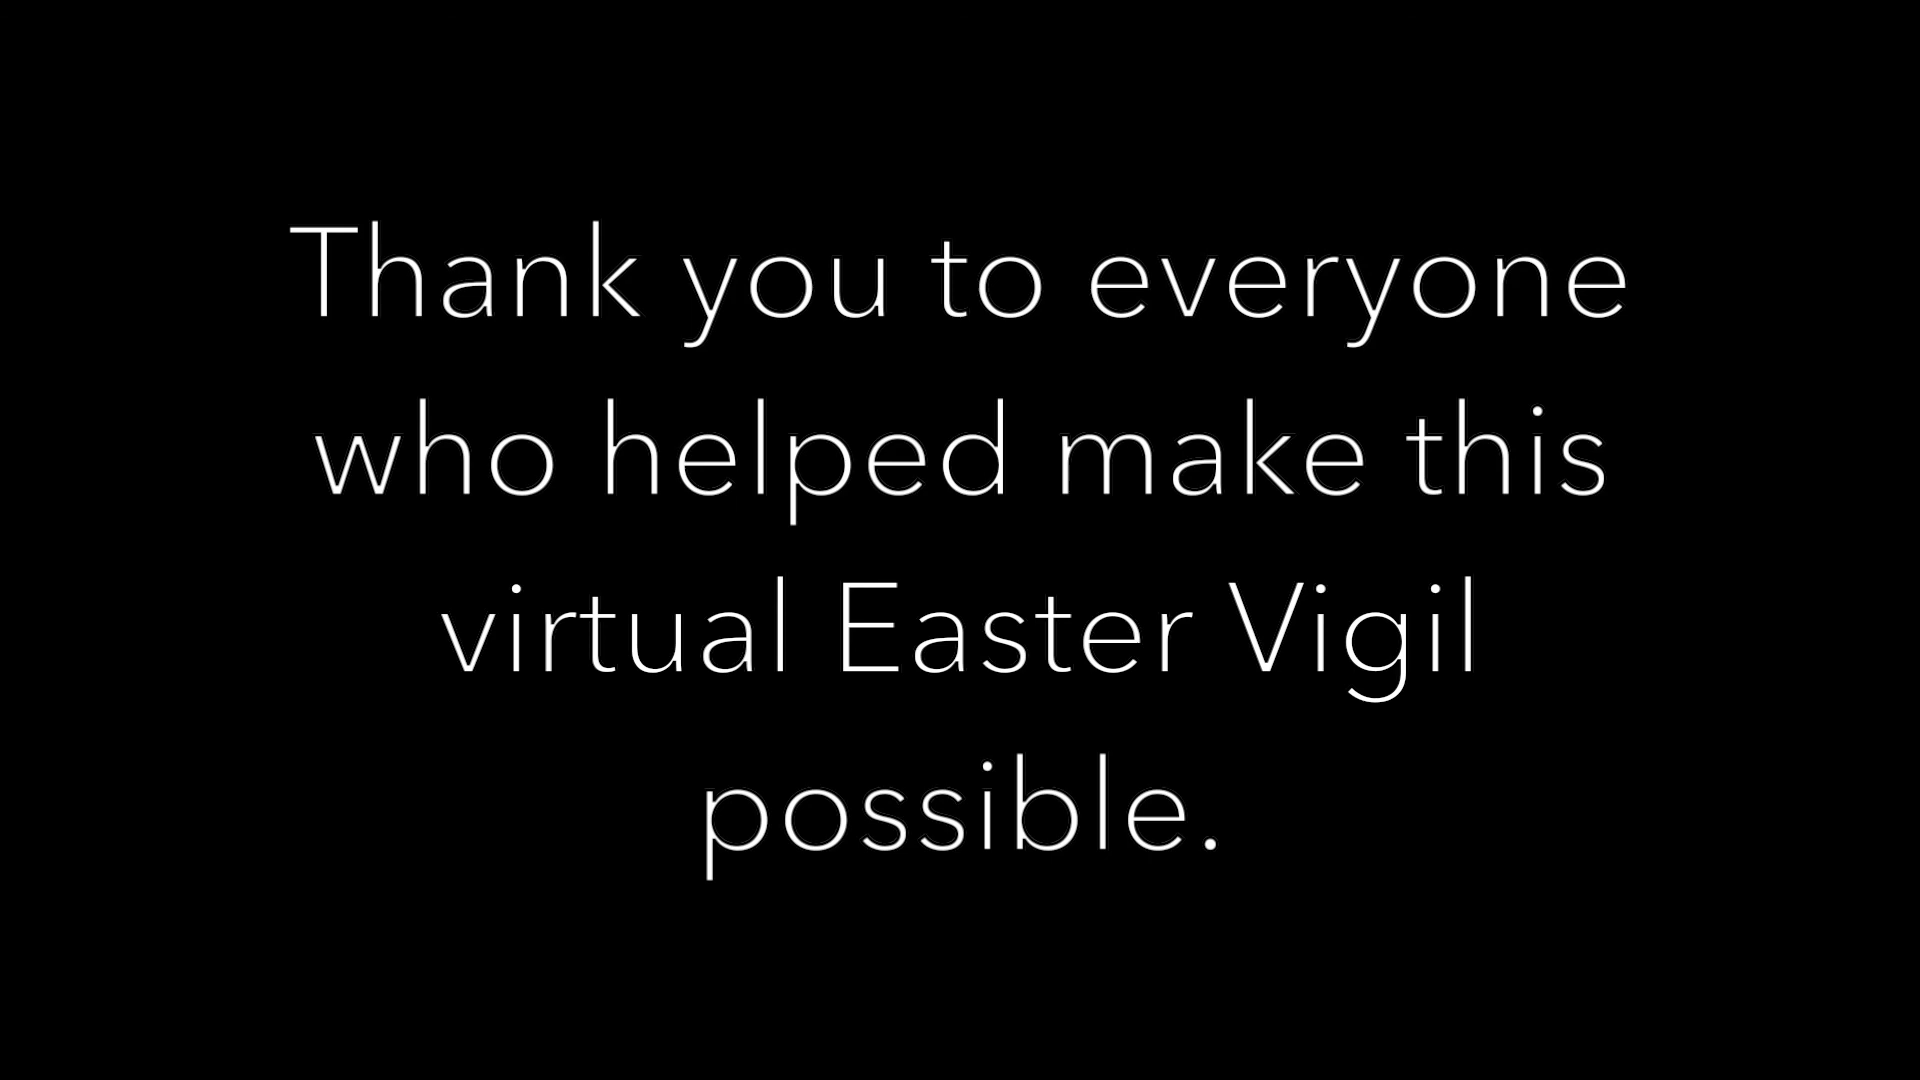 Thank you to everyone
who helped make this
virtual Easter Vigil
possible.